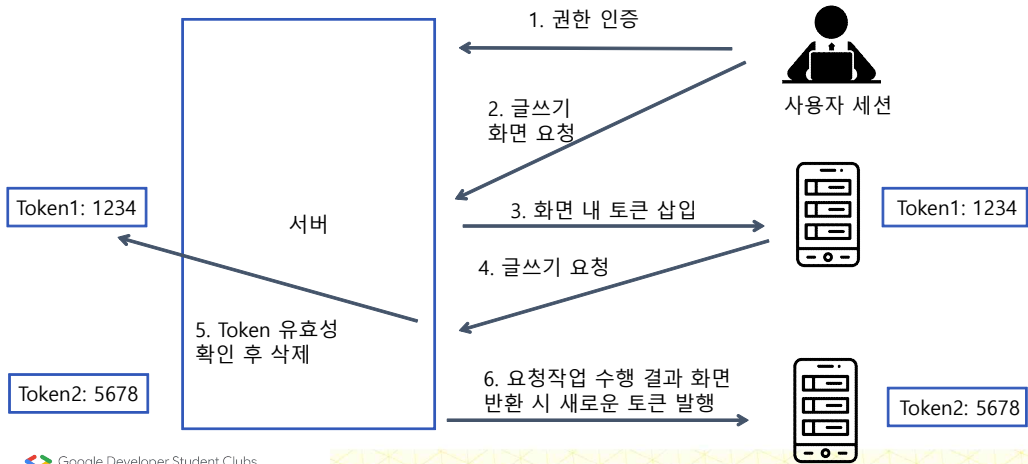 1. 권한 인증
사용자 세션
2. 글쓰기
화면 요청
Token1: 1234
서버
3. 화면 내 토큰 삽입
Token1: 1234
4. 글쓰기 요청
5. Token 유효성
확인 후 삭제
Token2: 5678
6. 요청작업 수행 결과 화면
반환 시 새로운 토큰 발행
Token2: 5678
Google Developer Student Clubs